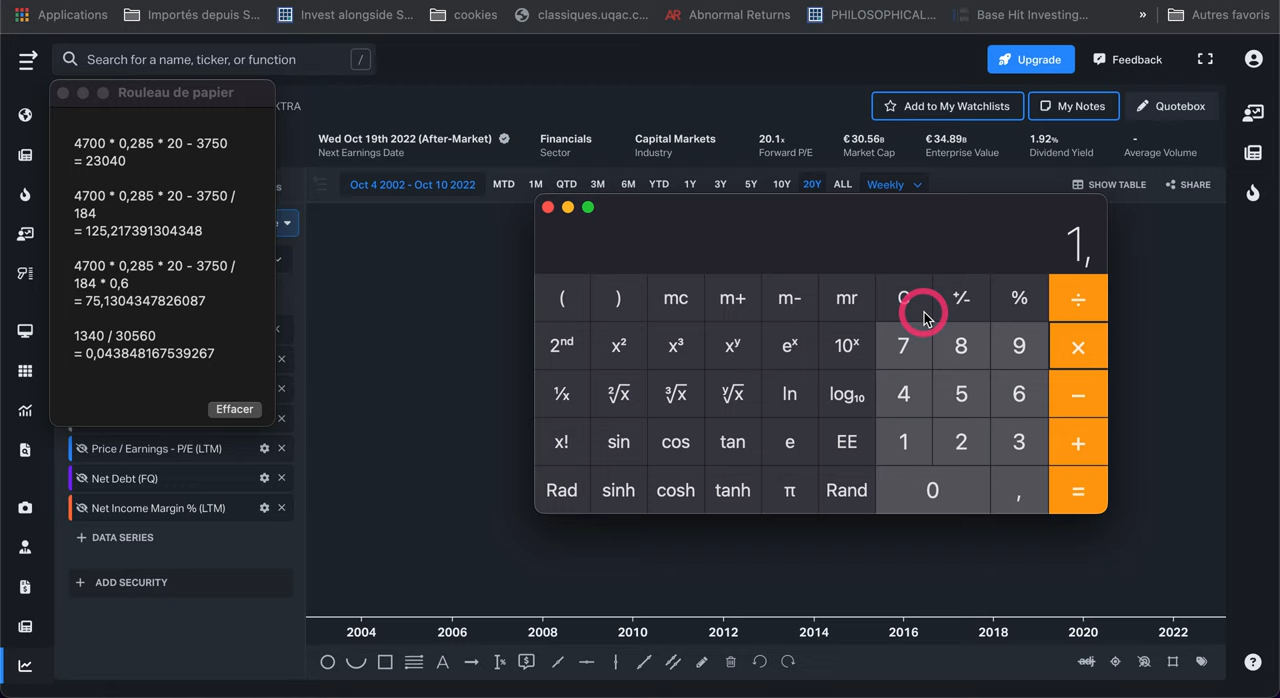 Applications Importés depuis S... Invest alongside S... cookies classiques.uqac.c... AR Abnormal Returns PHILOSOPHICAL... Base Hit Investing... » Autres favoris
Search for a name, ticker, or function / Upgrade Feedback
Rouleau de papier
XTRA Add to My Watchlists My Notes Quotebox
Wed Oct 19th 2022 (After-Market) Financials Capital Markets 20.1x €30.56B €34.89B 1.92% -
Next Earnings Date Sector Industry Forward P/E Market Cap Enterprise Value Dividend Yield Average Volume
Oct 4 2002 - Oct 10 2022 MTD 1M QTD 3M 6M YTD 1Y 3Y 5Y 10Y 20Y ALL Weekly SHOW TABLE SHARE
4700 * 0,285 * 20 - 3750
= 23040
4700 * 0,285 * 20 - 3750 /
184
= 125,217391304348
4700 * 0,285 * 20 - 3750 /
184 * 0,6
= 75,1304347826087
1340 / 30560
= 0,043848167539267
Effacer
1,
( ) mc m+ m- mr C +/- % ÷
2nd x² x³ xʸ eˣ 10ˣ 7 8 9 ×
¹/x ²√x ³√x ʸ√x ln log₁₀ 4 5 6 −
x! sin cos tan e EE 1 2 3 +
Rad sinh cosh tanh π Rand 0 , =
Price / Earnings - P/E (LTM)
Net Debt (FQ)
Net Income Margin % (LTM)
+ DATA SERIES
+ ADD SECURITY
2004 2006 2008 2010 2012 2014 2016 2018 2020 2022
A adj